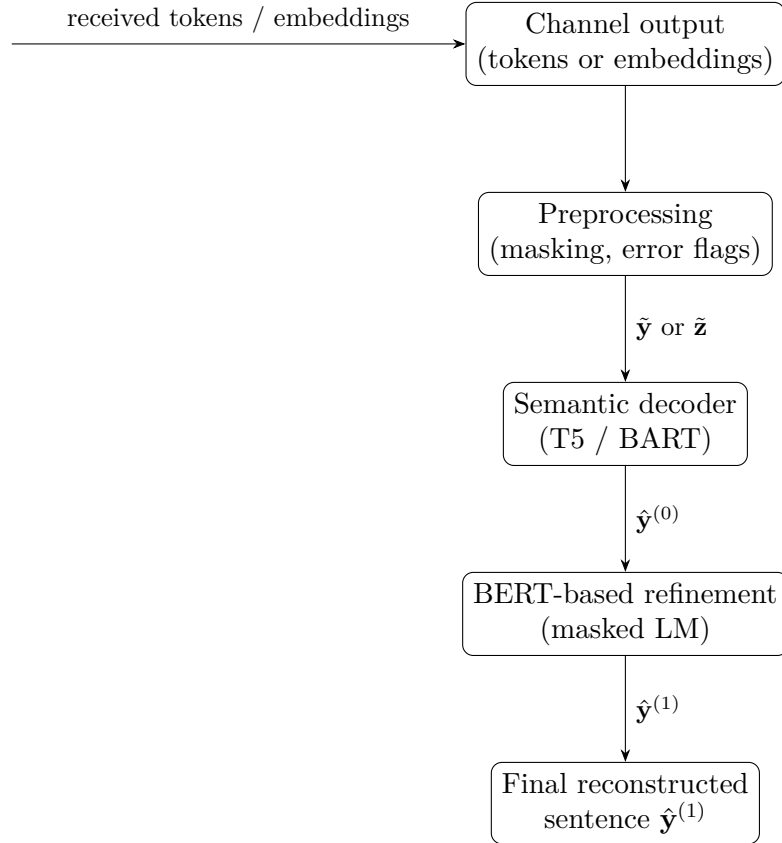 received tokens / embeddings
Channel output
(tokens or embeddings)
Preprocessing
(masking, error flags)
ỹ or z̃
Semantic decoder
(T5 / BART)
ŷ⁽⁰⁾
BERT-based refinement
(masked LM)
ŷ⁽¹⁾
Final reconstructed
sentence ŷ⁽¹⁾